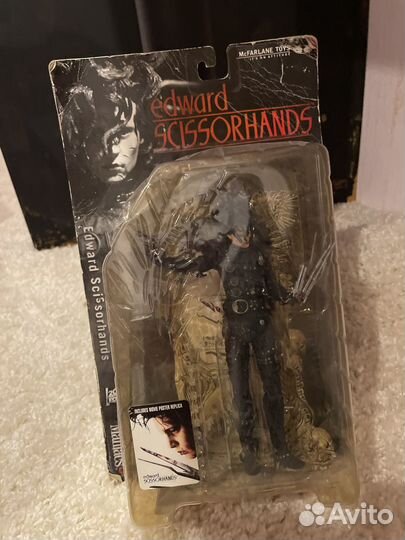 McFARLANE TOYS
edward
SCISSORHANDS
Edward Scissorhands
INCLUDES MOVIE POSTER REPLICA
edward
SCISSORHANDS
Avito